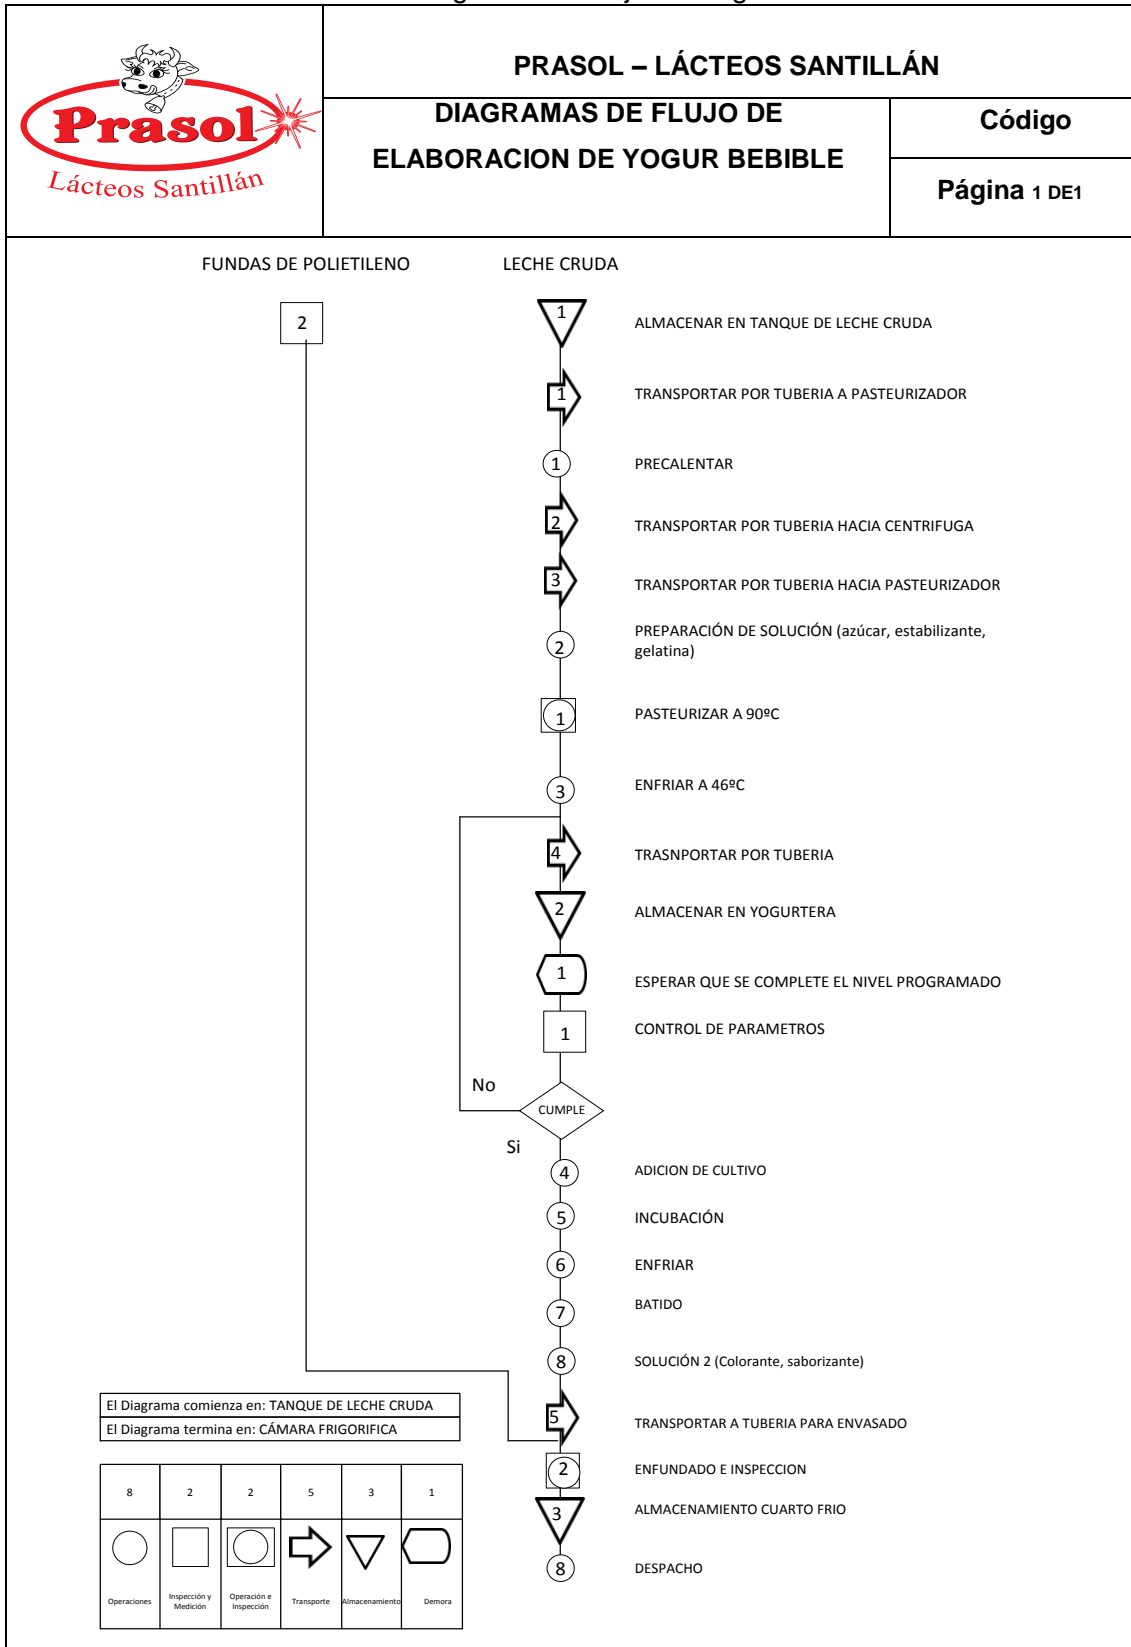 Prasol
Lácteos Santillán
PRASOL – LÁCTEOS SANTILLÁN
DIAGRAMAS DE FLUJO DE
ELABORACION DE YOGUR BEBIBLE
Código
Página 1 DE1
FUNDAS DE POLIETILENO
LECHE CRUDA
2
1
ALMACENAR EN TANQUE DE LECHE CRUDA
1
TRANSPORTAR POR TUBERIA A PASTEURIZADOR
1
PRECALENTAR
2
TRANSPORTAR POR TUBERIA HACIA CENTRIFUGA
3
TRANSPORTAR POR TUBERIA HACIA PASTEURIZADOR
2
PREPARACIÓN DE SOLUCIÓN (azúcar, estabilizante,
gelatina)
1
PASTEURIZAR A 90ºC
3
ENFRIAR A 46ºC
4
TRASNPORTAR POR TUBERIA
2
ALMACENAR EN YOGURTERA
1
ESPERAR QUE SE COMPLETE EL NIVEL PROGRAMADO
1
CONTROL DE PARAMETROS
No
CUMPLE
Si
4
ADICION DE CULTIVO
5
INCUBACIÓN
6
ENFRIAR
7
BATIDO
8
SOLUCIÓN 2 (Colorante, saborizante)
5
TRANSPORTAR A TUBERIA PARA ENVASADO
2
ENFUNDADO E INSPECCION
3
ALMACENAMIENTO CUARTO FRIO
8
DESPACHO
El Diagrama comienza en: TANQUE DE LECHE CRUDA
El Diagrama termina en: CÁMARA FRIGORIFICA
8 2 2 5 3 1
Operaciones
Inspección y
Medición
Operación e
Inspección
Transporte
Almacenamiento
Demora